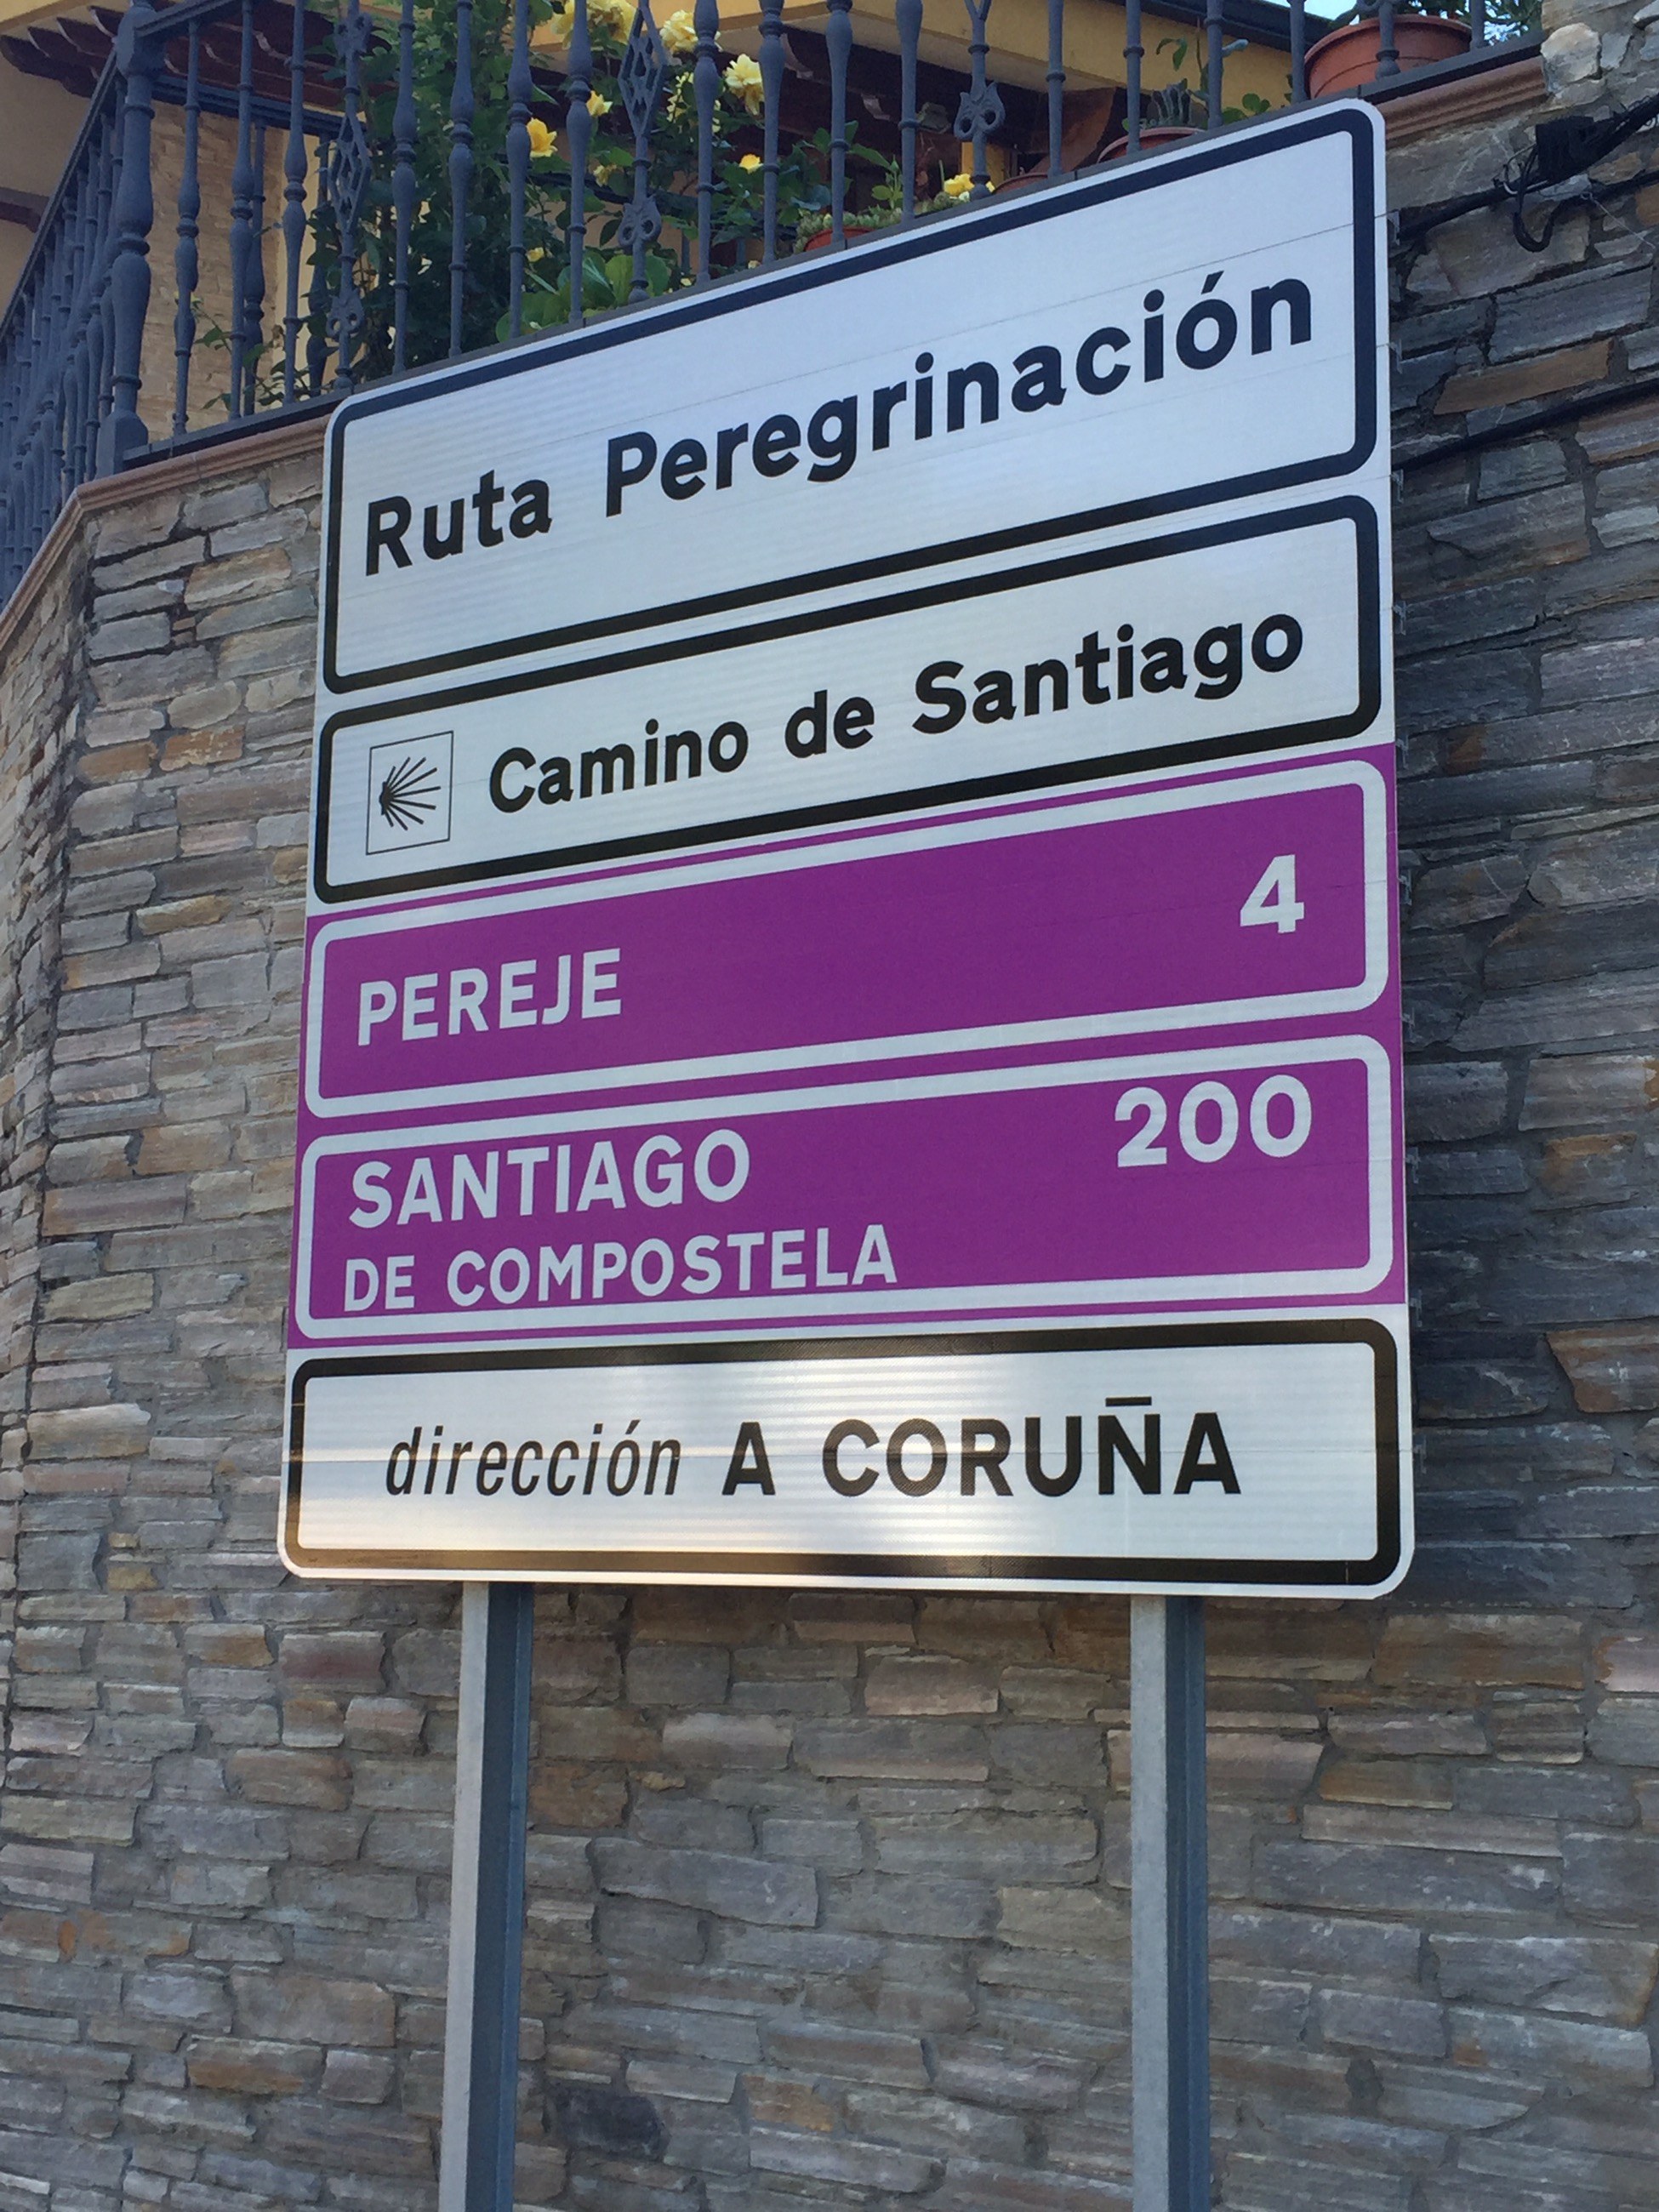 Ruta Peregrinación
Camino de Santiago
PEREJE 4
SANTIAGO 200
DE COMPOSTELA
dirección A CORUÑA